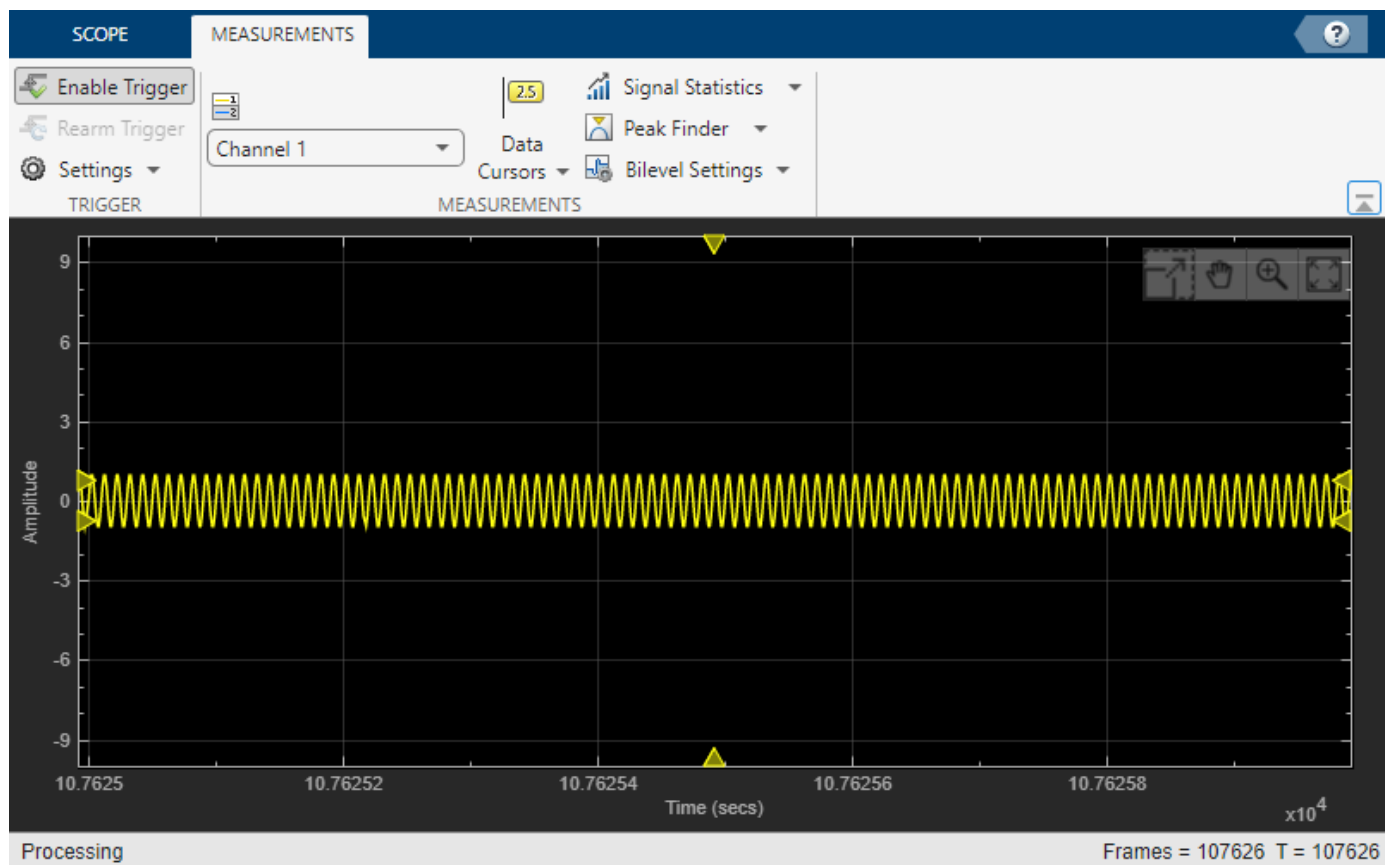 SCOPE MEASUREMENTS ?
Enable Trigger
Rearm Trigger
Settings
TRIGGER
1
2
Channel 1
2.5
Data
Cursors
Signal Statistics
Peak Finder
Bilevel Settings
MEASUREMENTS
9
6
3
0
-3
-6
-9
Amplitude
10.7625 10.76252 10.76254 10.76256 10.76258
Time (secs)
x10^4
Processing Frames = 107626 T = 107626